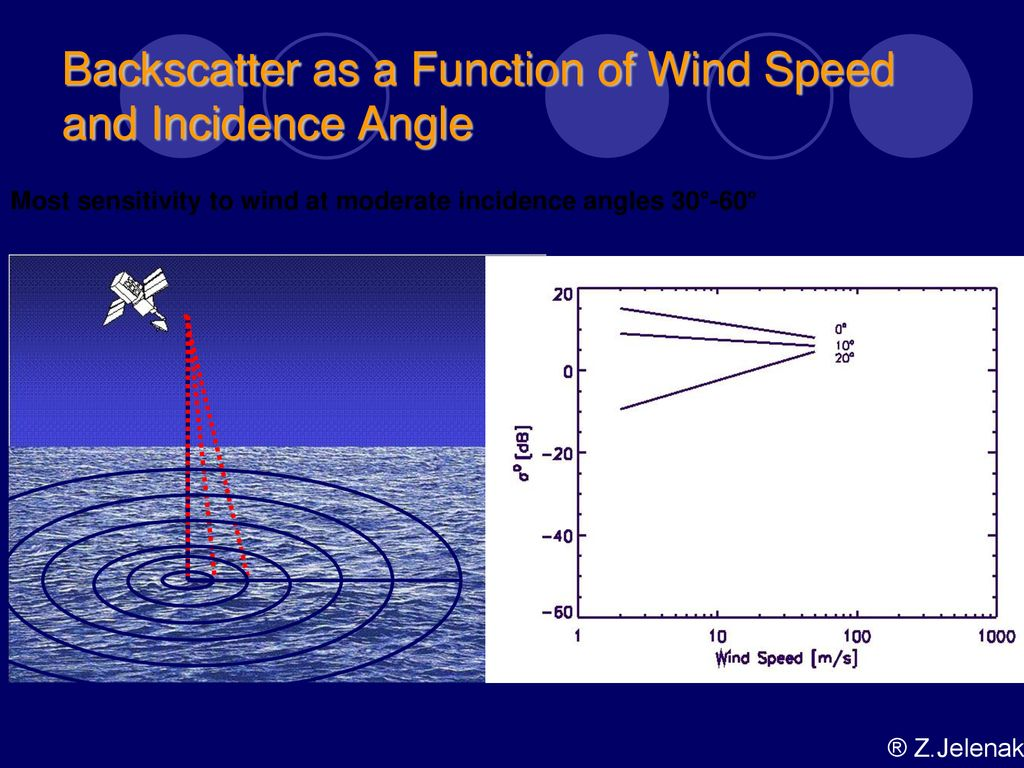 Backscatter as a Function of Wind Speed
and Incidence Angle
Most sensitivity to wind at moderate incidence angles 30°-60°
20
0
-20
-40
-60
σ° [dB]
0°
10°
20°
1 10 100 1000
Wind Speed [m/s]
® Z.Jelenak